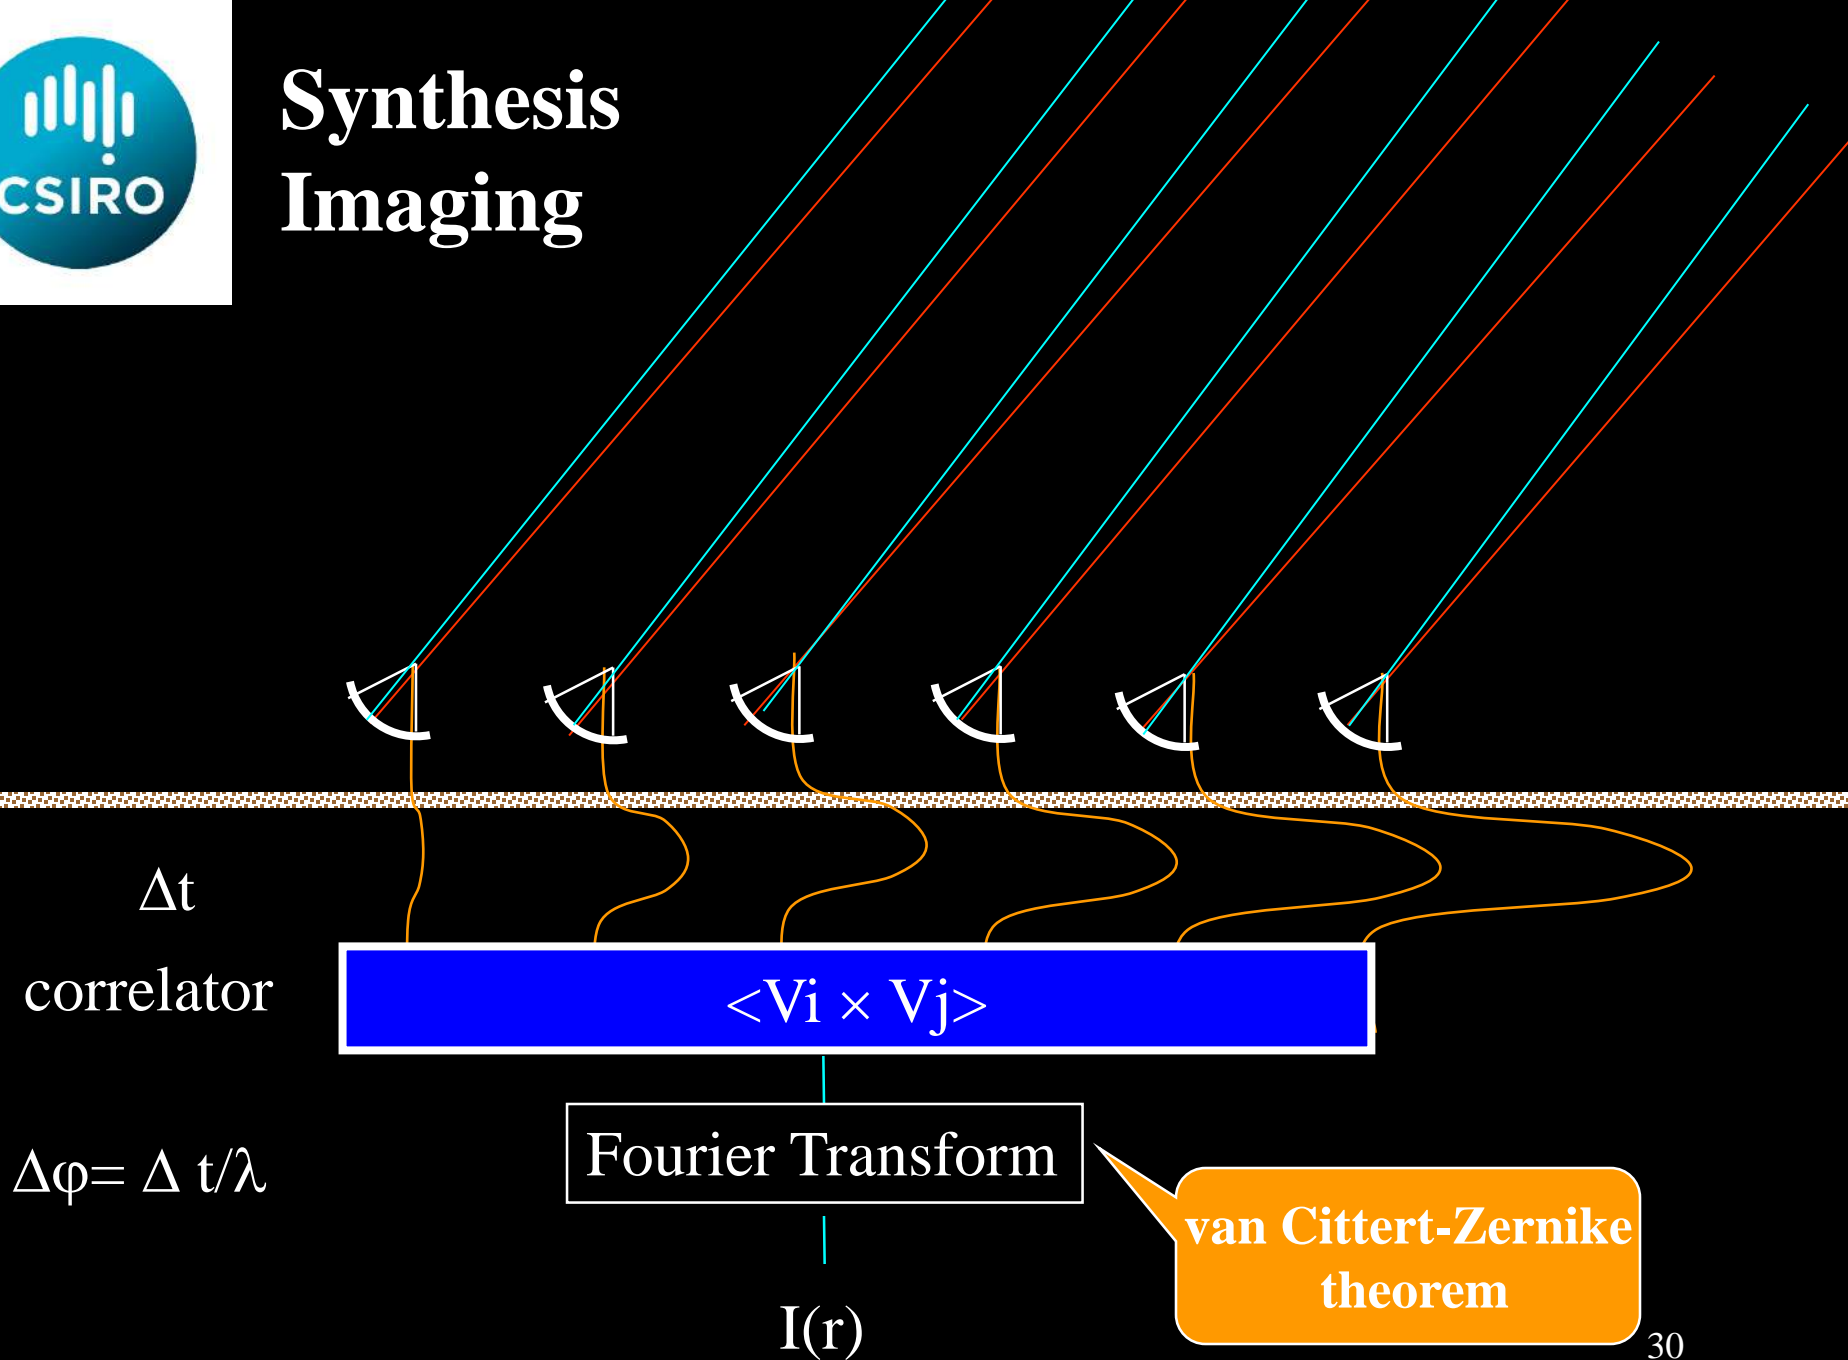 CSIRO
Synthesis
Imaging
Δt
correlator
<Vi × Vj>
Δφ= Δ t/λ
Fourier Transform
van Cittert-Zernike
theorem
I(r)
30